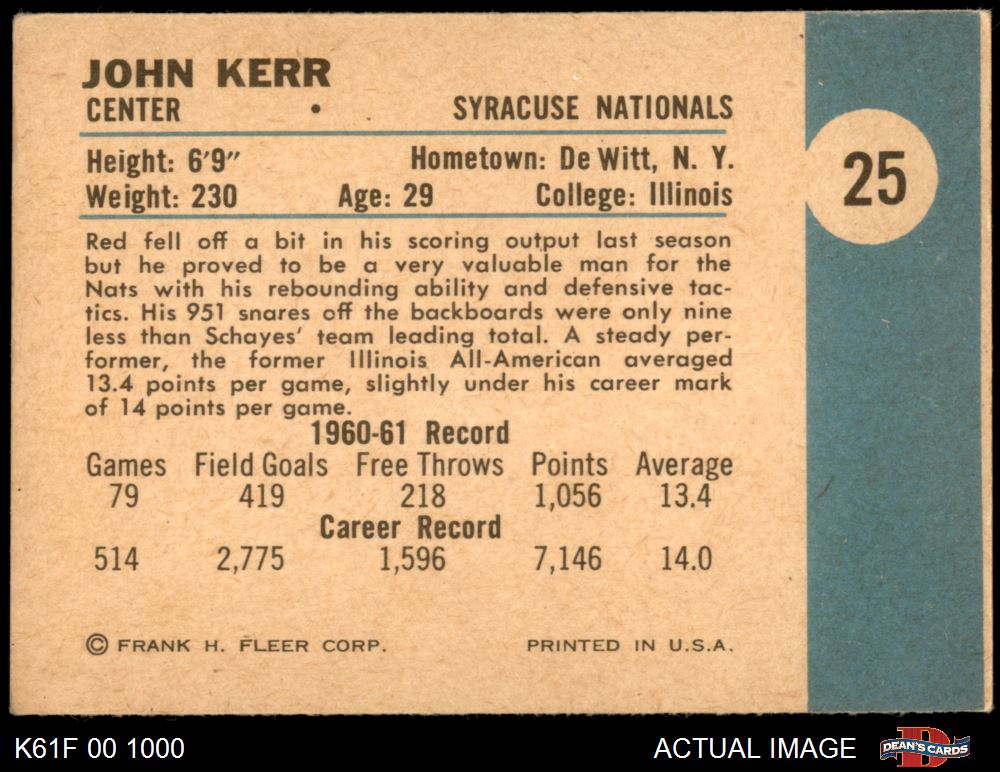 JOHN KERR
CENTER • SYRACUSE NATIONALS
Height: 6'9" Hometown: De Witt, N. Y.
Weight: 230 Age: 29 College: Illinois
25
Red fell off a bit in his scoring output last season
but he proved to be a very valuable man for the
Nats with his rebounding ability and defensive tac-
tics. His 951 snares off the backboards were only nine
less than Schayes' team leading total. A steady per-
former, the former Illinois All-American averaged
13.4 points per game, slightly under his career mark
of 14 points per game.
1960-61 Record
Games Field Goals Free Throws Points Average
79 419 218 1,056 13.4
Career Record
514 2,775 1,596 7,146 14.0
© FRANK H. FLEER CORP. PRINTED IN U.S.A.
K61F 00 1000 ACTUAL IMAGE DEAN'S CARDS